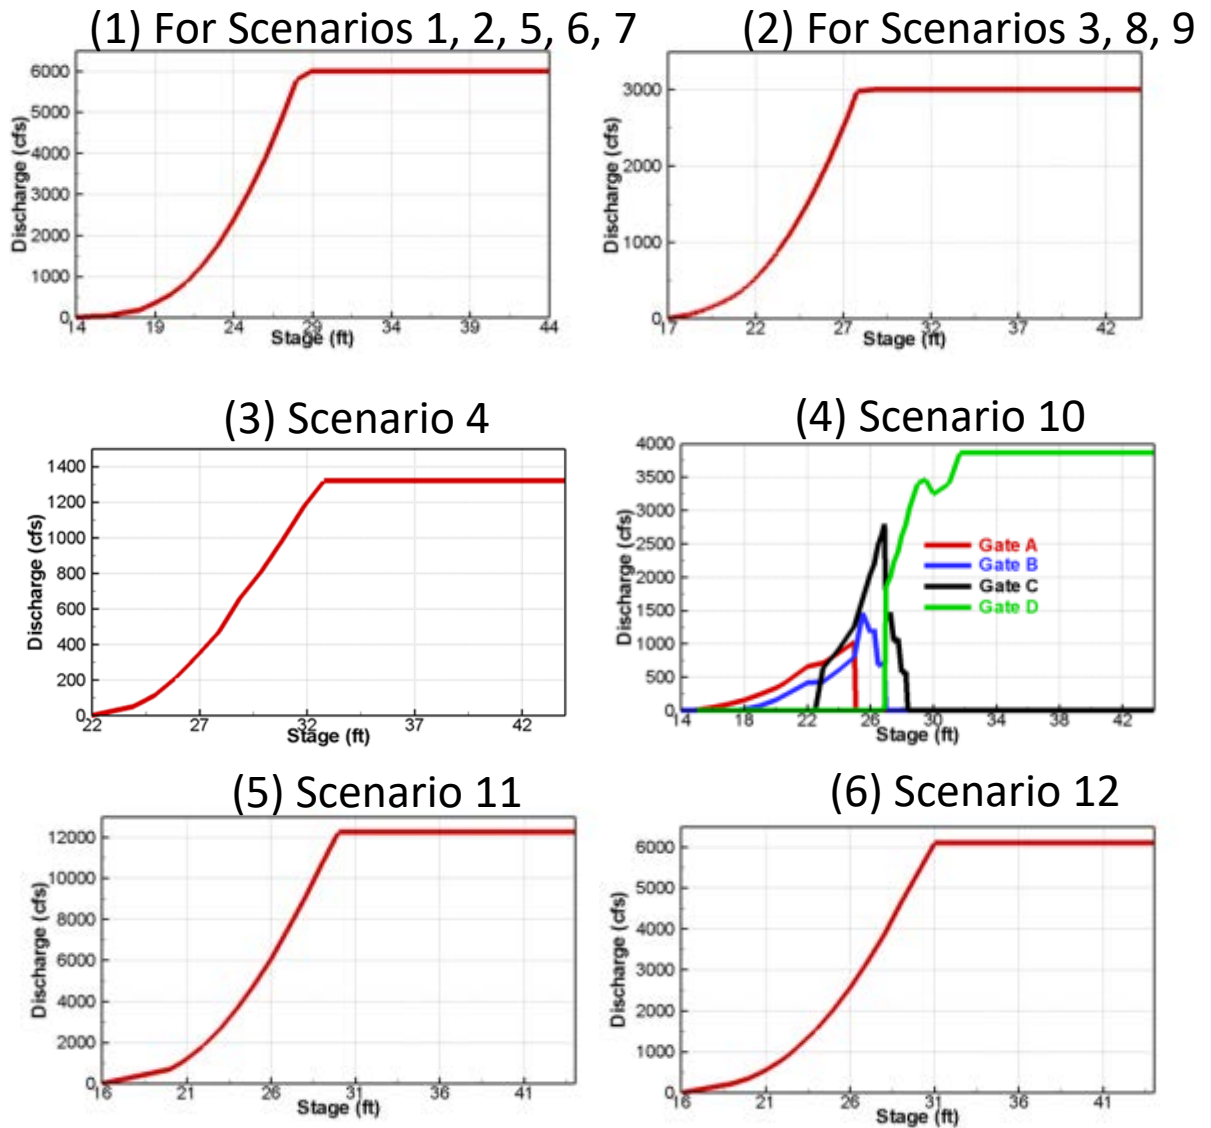 (1) For Scenarios 1, 2, 5, 6, 7
(2) For Scenarios 3, 8, 9
6000
5000
4000
3000
2000
1000
0
Discharge (cfs)
14 19 24 29 34 39 44
Stage (ft)
3000
2000
1000
0
Discharge (cfs)
17 22 27 32 37 42
Stage (ft)
(3) Scenario 4
(4) Scenario 10
1400
1200
1000
800
600
400
200
0
Discharge (cfs)
22 27 32 37 42
Stage (ft)
4000
3500
3000
2500
2000
1500
1000
500
0
Discharge (cfs)
Gate A
Gate B
Gate C
Gate D
14 18 22 26 30 34 38 42
Stage (ft)
(5) Scenario 11
(6) Scenario 12
12000
10000
8000
6000
4000
2000
0
Discharge (cfs)
16 21 26 31 36 41
Stage (ft)
6000
5000
4000
3000
2000
1000
0
Discharge (cfs)
16 21 26 31 36 41
Stage (ft)